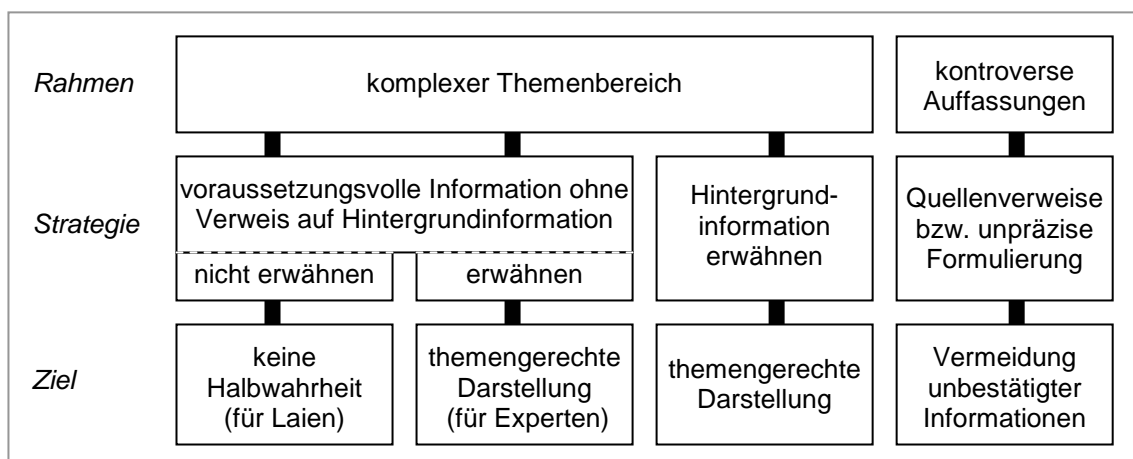 Rahmen
komplexer Themenbereich
kontroverse
Auffassungen
Strategie
voraussetzungsvolle Information ohne
Verweis auf Hintergrundinformation
nicht erwähnen
erwähnen
Hintergrund-
information
erwähnen
Quellenverweise
bzw. unpräzise
Formulierung
Ziel
keine
Halbwahrheit
(für Laien)
themengerechte
Darstellung
(für Experten)
themengerechte
Darstellung
Vermeidung
unbestätigter
Informationen